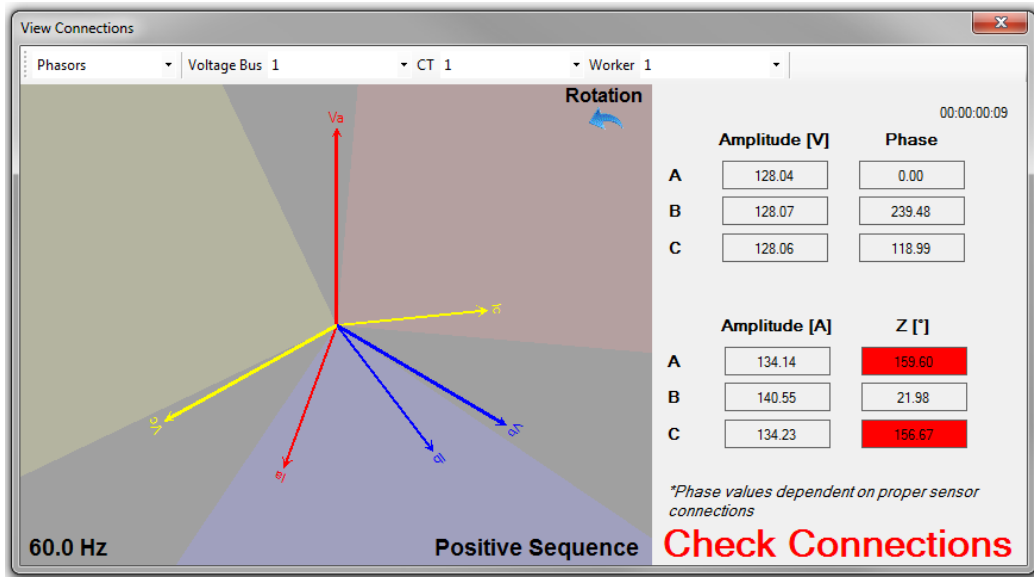 View Connections
x
Phasors Voltage Bus 1 CT 1 Worker 1
Rotation
00:00:00:09
Va
Amplitude [V] Phase
A 128.04 0.00
B 128.07 239.48
C 128.06 118.99
Ic
Amplitude [A] Z [°]
A 134.14 159.60
B 140.55 21.98
C 134.23 156.67
Vc
Vb
Ib
Ia
*Phase values dependent on proper sensor
connections
60.0 Hz Positive Sequence Check Connections